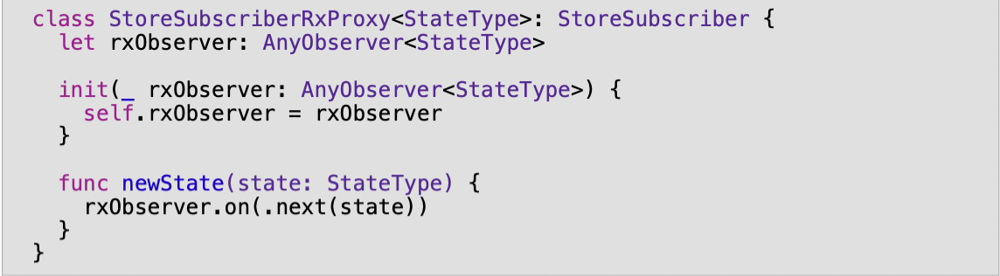 class StoreSubscriberRxProxy<StateType>: StoreSubscriber {
  let rxObserver: AnyObserver<StateType>

  init(_ rxObserver: AnyObserver<StateType>) {
    self.rxObserver = rxObserver
  }

  func newState(state: StateType) {
    rxObserver.on(.next(state))
  }
}